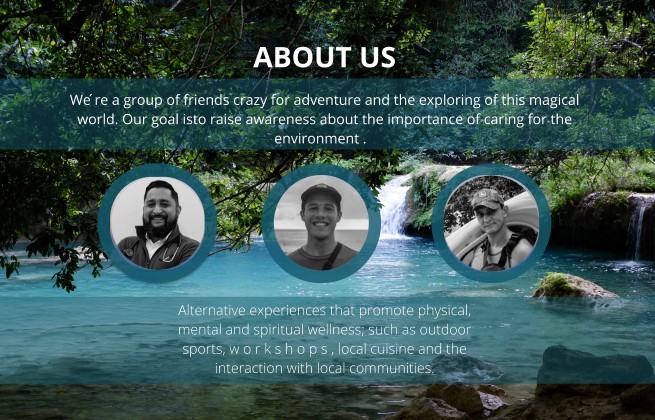 ABOUT US
We´re a group of friends crazy for adventure and the exploring of this magical
world. Our goal isto raise awareness about the importance of caring for the
environment .
Alternative experiences that promote physical,
mental and spiritual wellness; such as outdoor
sports, w o r k s h o p s , local cuisine and the
interaction with local communities.